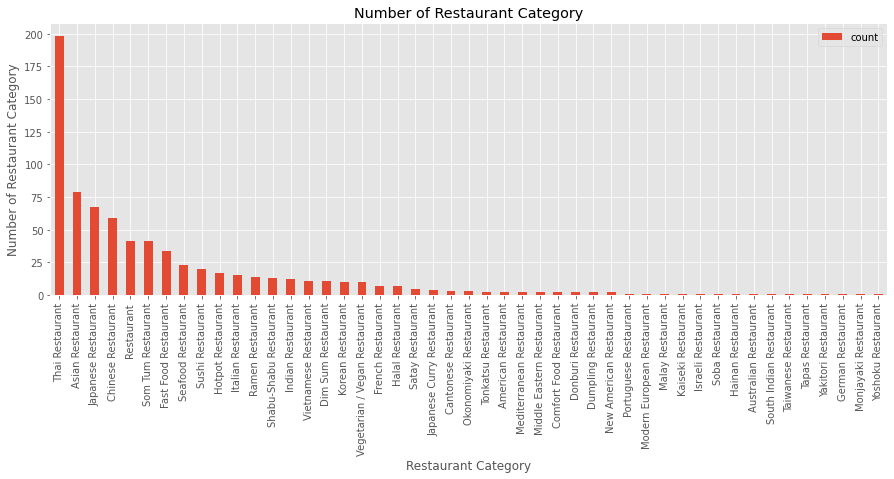 Number of Restaurant Category
count
Number of Restaurant Category
200
175
150
125
100
75
50
25
0
Thai Restaurant
Asian Restaurant
Japanese Restaurant
Chinese Restaurant
Restaurant
Som Tum Restaurant
Fast Food Restaurant
Seafood Restaurant
Sushi Restaurant
Hotpot Restaurant
Italian Restaurant
Ramen Restaurant
Shabu-Shabu Restaurant
Indian Restaurant
Vietnamese Restaurant
Dim Sum Restaurant
Korean Restaurant
Vegetarian / Vegan Restaurant
French Restaurant
Halal Restaurant
Satay Restaurant
Japanese Curry Restaurant
Cantonese Restaurant
Okonomiyaki Restaurant
Tonkatsu Restaurant
American Restaurant
Mediterranean Restaurant
Middle Eastern Restaurant
Comfort Food Restaurant
Donburi Restaurant
Dumpling Restaurant
New American Restaurant
Portuguese Restaurant
Modern European Restaurant
Malay Restaurant
Kaiseki Restaurant
Israeli Restaurant
Soba Restaurant
Hainan Restaurant
Australian Restaurant
South Indian Restaurant
Taiwanese Restaurant
Tapas Restaurant
Yakitori Restaurant
German Restaurant
Monjayaki Restaurant
Yoshoku Restaurant
Restaurant Category